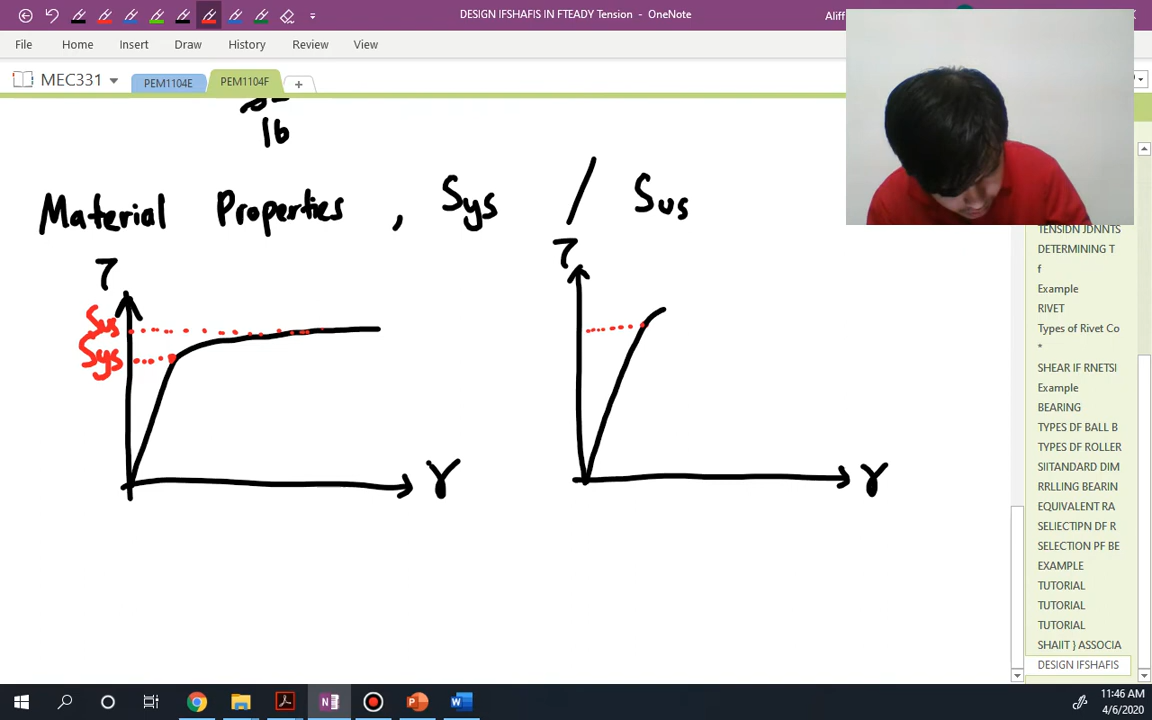 DESIGN IFSHAFIS IN FTEADY Tension - OneNote
Aliff
File Home Insert Draw History Review View
MEC331 PEM1104E PEM1104F
16
Material Properties , Sys / Sus
τ τ
Sus
Sys
γ γ
TENSIDN JDNNTS
DETERMINING T
f
Example
RIVET
Types of Rivet Co
*
SHEAR IF RNETSI
Example
BEARING
TYPES DF BALL B
TYPES DF ROLLER
SIITANDARD DIM
RRLLING BEARIN
EQUIVALENT RA
SELIECTIPN DF R
SELECTION PF BE
EXAMPLE
TUTORIAL
TUTORIAL
TUTORIAL
SHAIIT } ASSOCIA
DESIGN IFSHAFIS
11:46 AM
4/6/2020